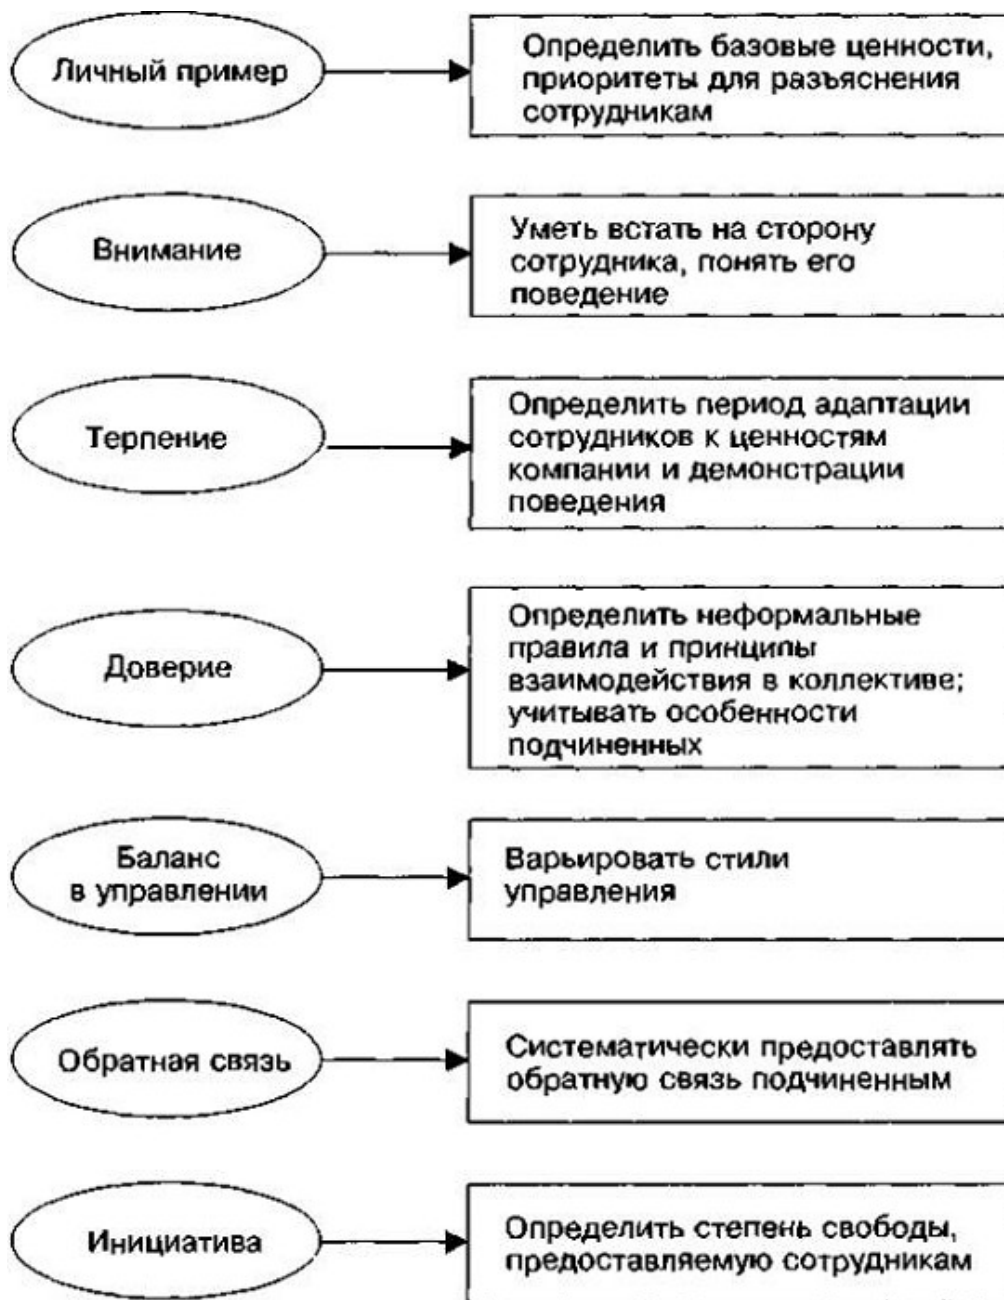 Личный пример
Определить базовые ценности,
приоритеты для разъяснения
сотрудникам
Внимание
Уметь встать на сторону
сотрудника, понять его
поведение
Терпение
Определить период адаптации
сотрудников к ценностям
компании и демонстрации
поведения
Доверие
Определить неформальные
правила и принципы
взаимодействия в коллективе;
учитывать особенности
подчиненных
Баланс
в управлении
Варьировать стили
управления
Обратная связь
Систематически предоставлять
обратную связь подчиненным
Инициатива
Определить степень свободы,
предоставляемую сотрудникам